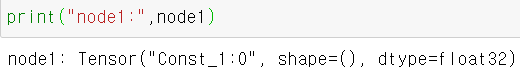 print("node1:",node1)
node1: Tensor("Const_1:0", shape=(), dtype=float32)